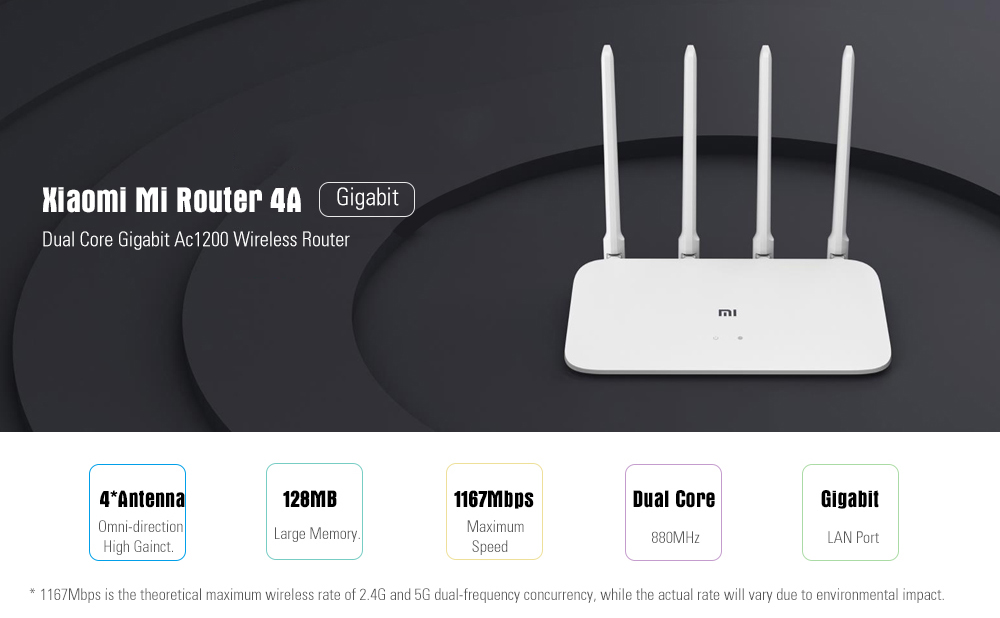 Xiaomi Mi Router 4A Gigabit
Dual Core Gigabit Ac1200 Wireless Router
mi
4*Antenna
Omni-direction
High Gainct.
128MB
Large Memory.
1167Mbps
Maximum
Speed
Dual Core
880MHz
Gigabit
LAN Port
* 1167Mbps is the theoretical maximum wireless rate of 2.4G and 5G dual-frequency concurrency, while the actual rate will vary due to environmental impact.